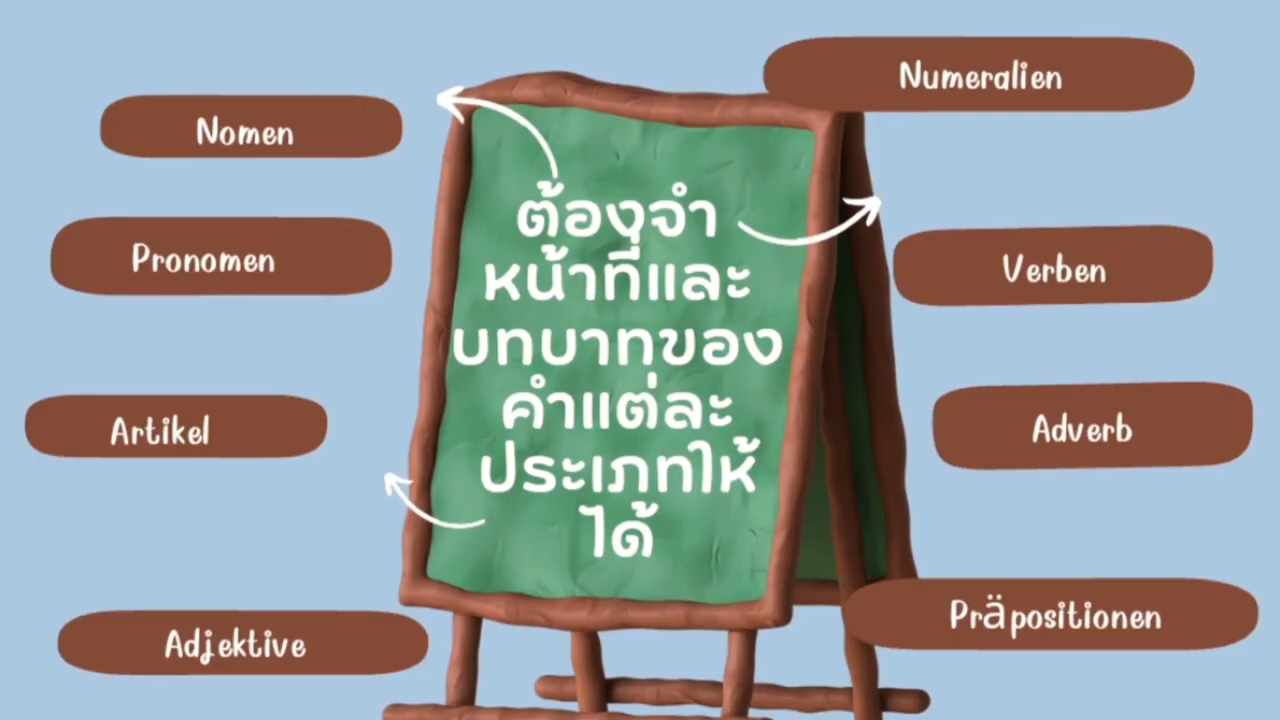 Numeralien
Nomen
Pronomen
Verben
Artikel
Adverb
Adjektive
Präpositionen
ต้องจำ
หน้าที่และ
บทบาทของ
คำแต่ละ
ประเภทให้
ได้